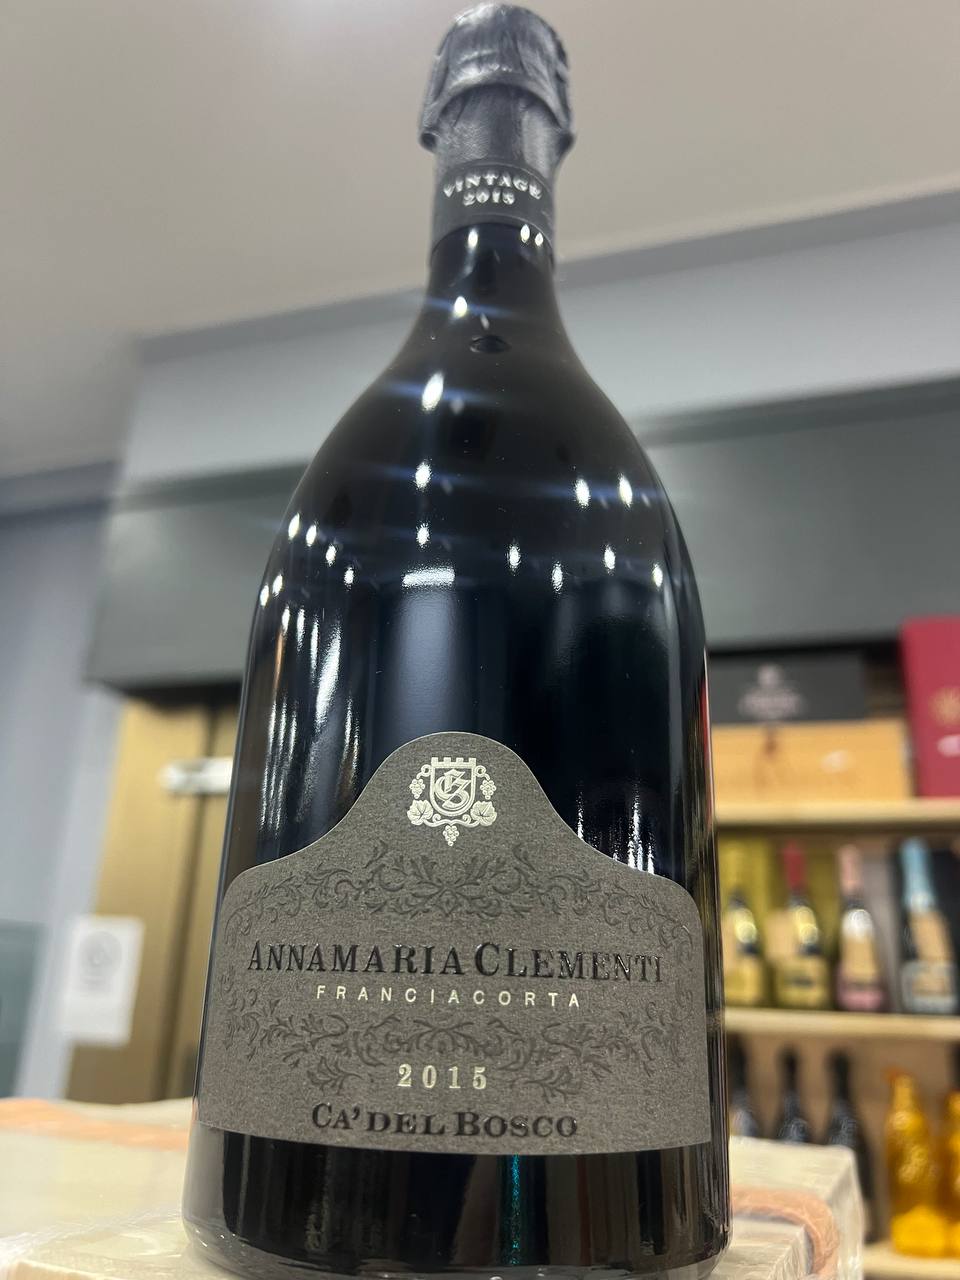 VINTAGE
2015
ANNAMARIA CLEMENTI
FRANCIACORTA
2015
CA' DEL BOSCO